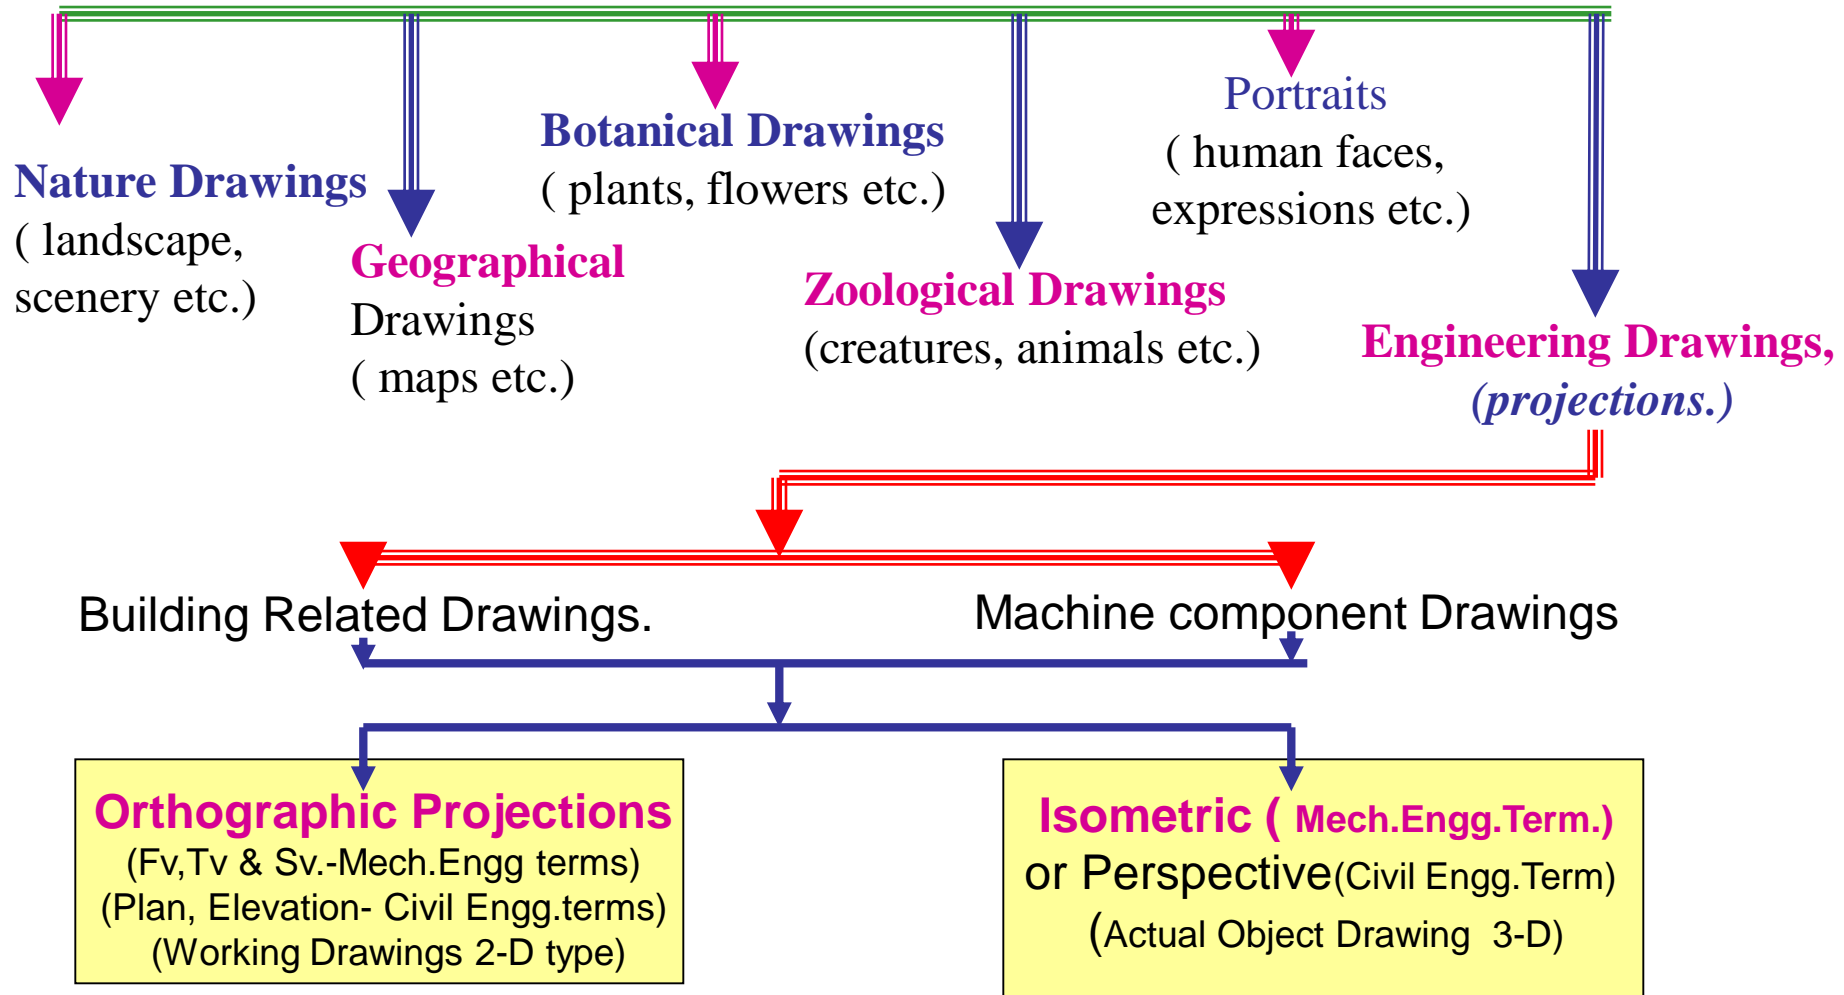 Nature Drawings
( landscape,
scenery etc.)
Geographical
Drawings
( maps etc.)
Botanical Drawings
( plants, flowers etc.)
Zoological Drawings
(creatures, animals etc.)
Portraits
( human faces,
expressions etc.)
Engineering Drawings,
(projections.)
Building Related Drawings.
Machine component Drawings
Orthographic Projections
(Fv,Tv & Sv.-Mech.Engg terms)
(Plan, Elevation- Civil Engg.terms)
(Working Drawings 2-D type)
Isometric ( Mech.Engg.Term.)
or Perspective(Civil Engg.Term)
(Actual Object Drawing 3-D)